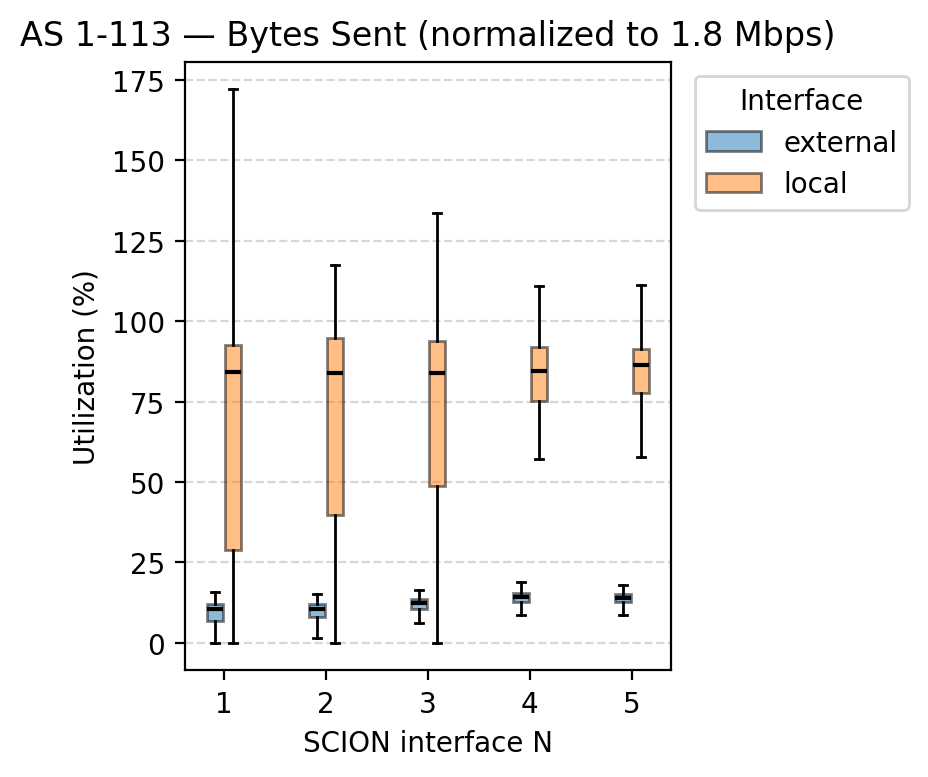 AS 1-113 — Bytes Sent (normalized to 1.8 Mbps)
175
150
125
100
75
50
25
0
Utilization (%)
1 2 3 4 5
SCION interface N
Interface
external
local